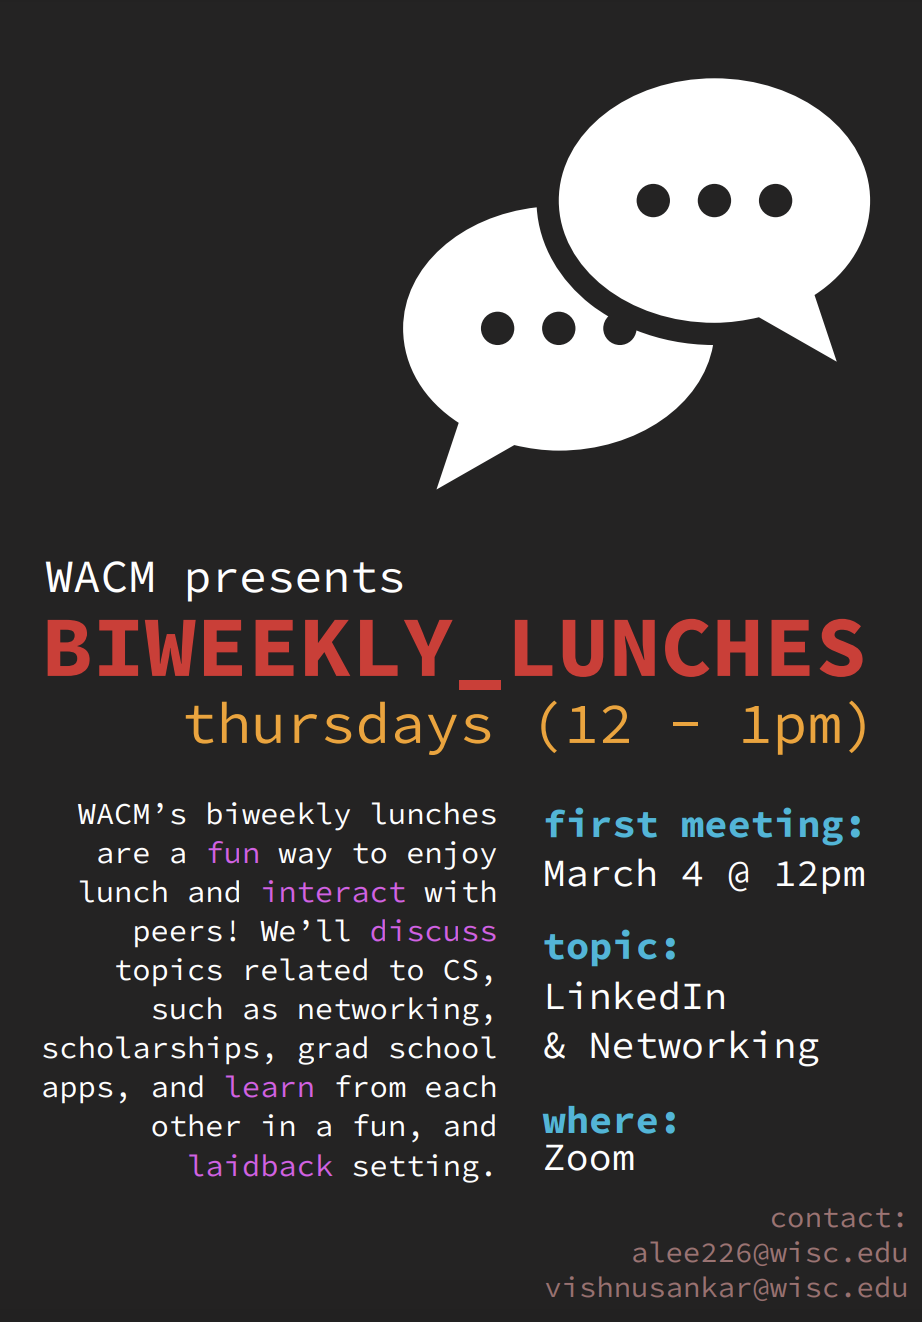 WACM presents
BIWEEKLY_LUNCHES
thursdays (12 - 1pm)
WACM’s biweekly lunches
are a fun way to enjoy
lunch and interact with
peers! We’ll discuss
topics related to CS,
such as networking,
scholarships, grad school
apps, and learn from each
other in a fun, and
laidback setting.
first meeting:
March 4 @ 12pm
topic:
LinkedIn
& Networking
where:
Zoom
contact:
alee226@wisc.edu
vishnusankar@wisc.edu